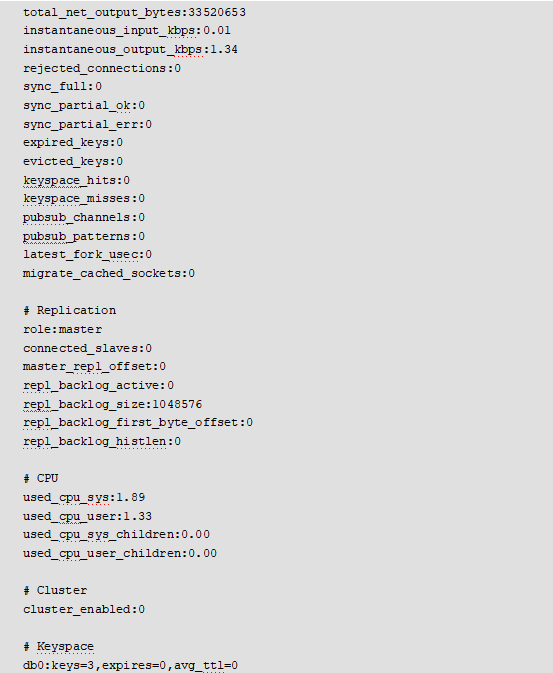 total_net_output_bytes:33520653
instantaneous_input_kbps:0.01
instantaneous_output_kbps:1.34
rejected_connections:0
sync_full:0
sync_partial_ok:0
sync_partial_err:0
expired_keys:0
evicted_keys:0
keyspace_hits:0
keyspace_misses:0
pubsub_channels:0
pubsub_patterns:0
latest_fork_usec:0
migrate_cached_sockets:0
# Replication
role:master
connected_slaves:0
master_repl_offset:0
repl_backlog_active:0
repl_backlog_size:1048576
repl_backlog_first_byte_offset:0
repl_backlog_histlen:0
# CPU
used_cpu_sys:1.89
used_cpu_user:1.33
used_cpu_sys_children:0.00
used_cpu_user_children:0.00
# Cluster
cluster_enabled:0
# Keyspace
db0:keys=3,expires=0,avg_ttl=0